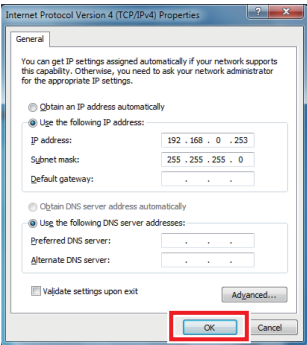 Internet Protocol Version 4 (TCP/IPv4) Properties
General
You can get IP settings assigned automatically if your network supports
this capability. Otherwise, you need to ask your network administrator
for the appropriate IP settings.
Obtain an IP address automatically
Use the following IP address:
IP address: 192 . 168 . 0 . 253
Subnet mask: 255 . 255 . 255 . 0
Default gateway: . . .
Obtain DNS server address automatically
Use the following DNS server addresses:
Preferred DNS server: . . .
Alternate DNS server: . . .
Validate settings upon exit
Advanced...
OK Cancel